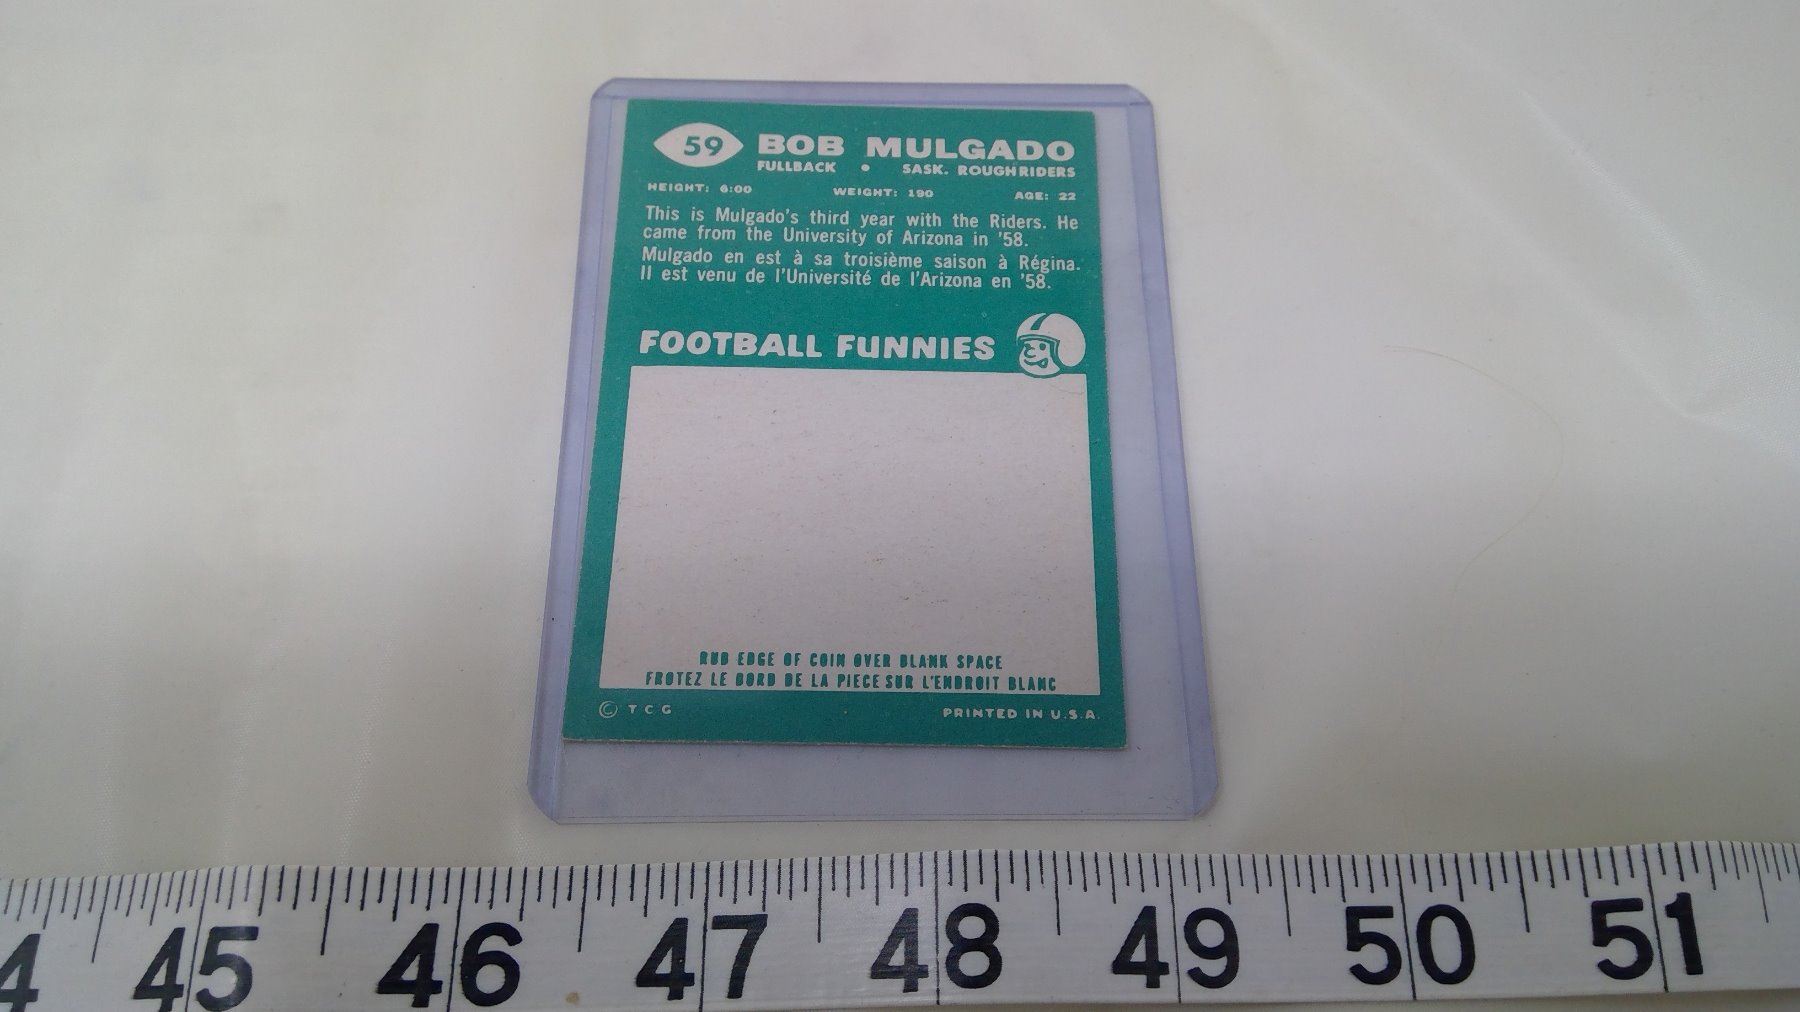 59 BOB MULGADO
FULLBACK • SASK. ROUGHRIDERS
HEIGHT: 6:00 WEIGHT: 190 AGE: 22
This is Mulgado's third year with the Riders. He
came from the University of Arizona in '58.
Mulgado en est à sa troisième saison à Régina.
Il est venu de l'Université de l'Arizona en '58.
FOOTBALL FUNNIES
RUB EDGE OF COIN OVER BLANK SPACE
FROTEZ LE BORD DE LA PIECE SUR L'ENDROIT BLANC
© T C G PRINTED IN U.S.A.
4 45 46 47 48 49 50 51